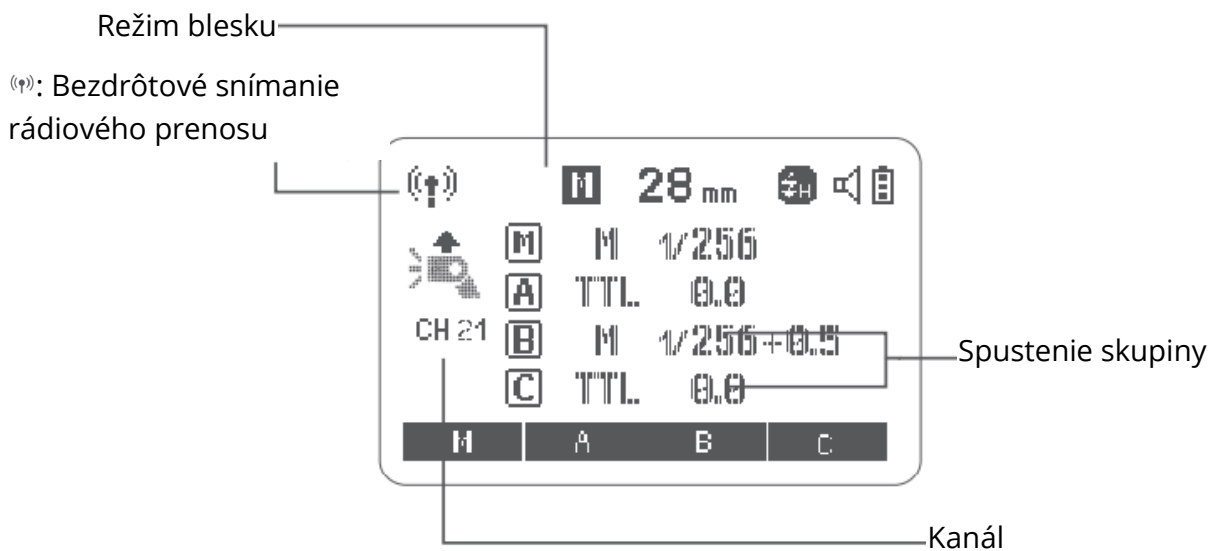 Režim blesku
: Bezdrôtové snímanie
rádiového prenosu
M 28 mm H
M M 1/256
A TTL 0.0
CH 21
B M 1/256+0.5
Spustenie skupiny
C TTL 0.0
M A B C
Kanál